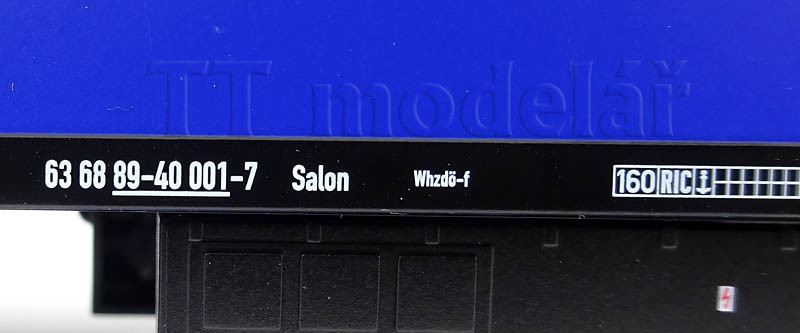 TT modelář
63 68 89-40 001-7 Salon Whzdö-f 160 RIC